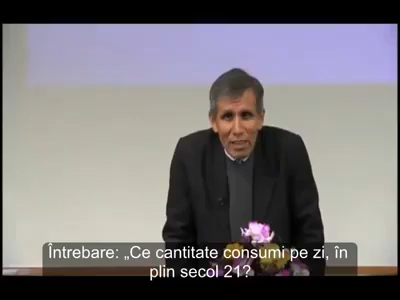 Întrebare: „Ce cantitate consumi pe zi, în
plin secol 21?